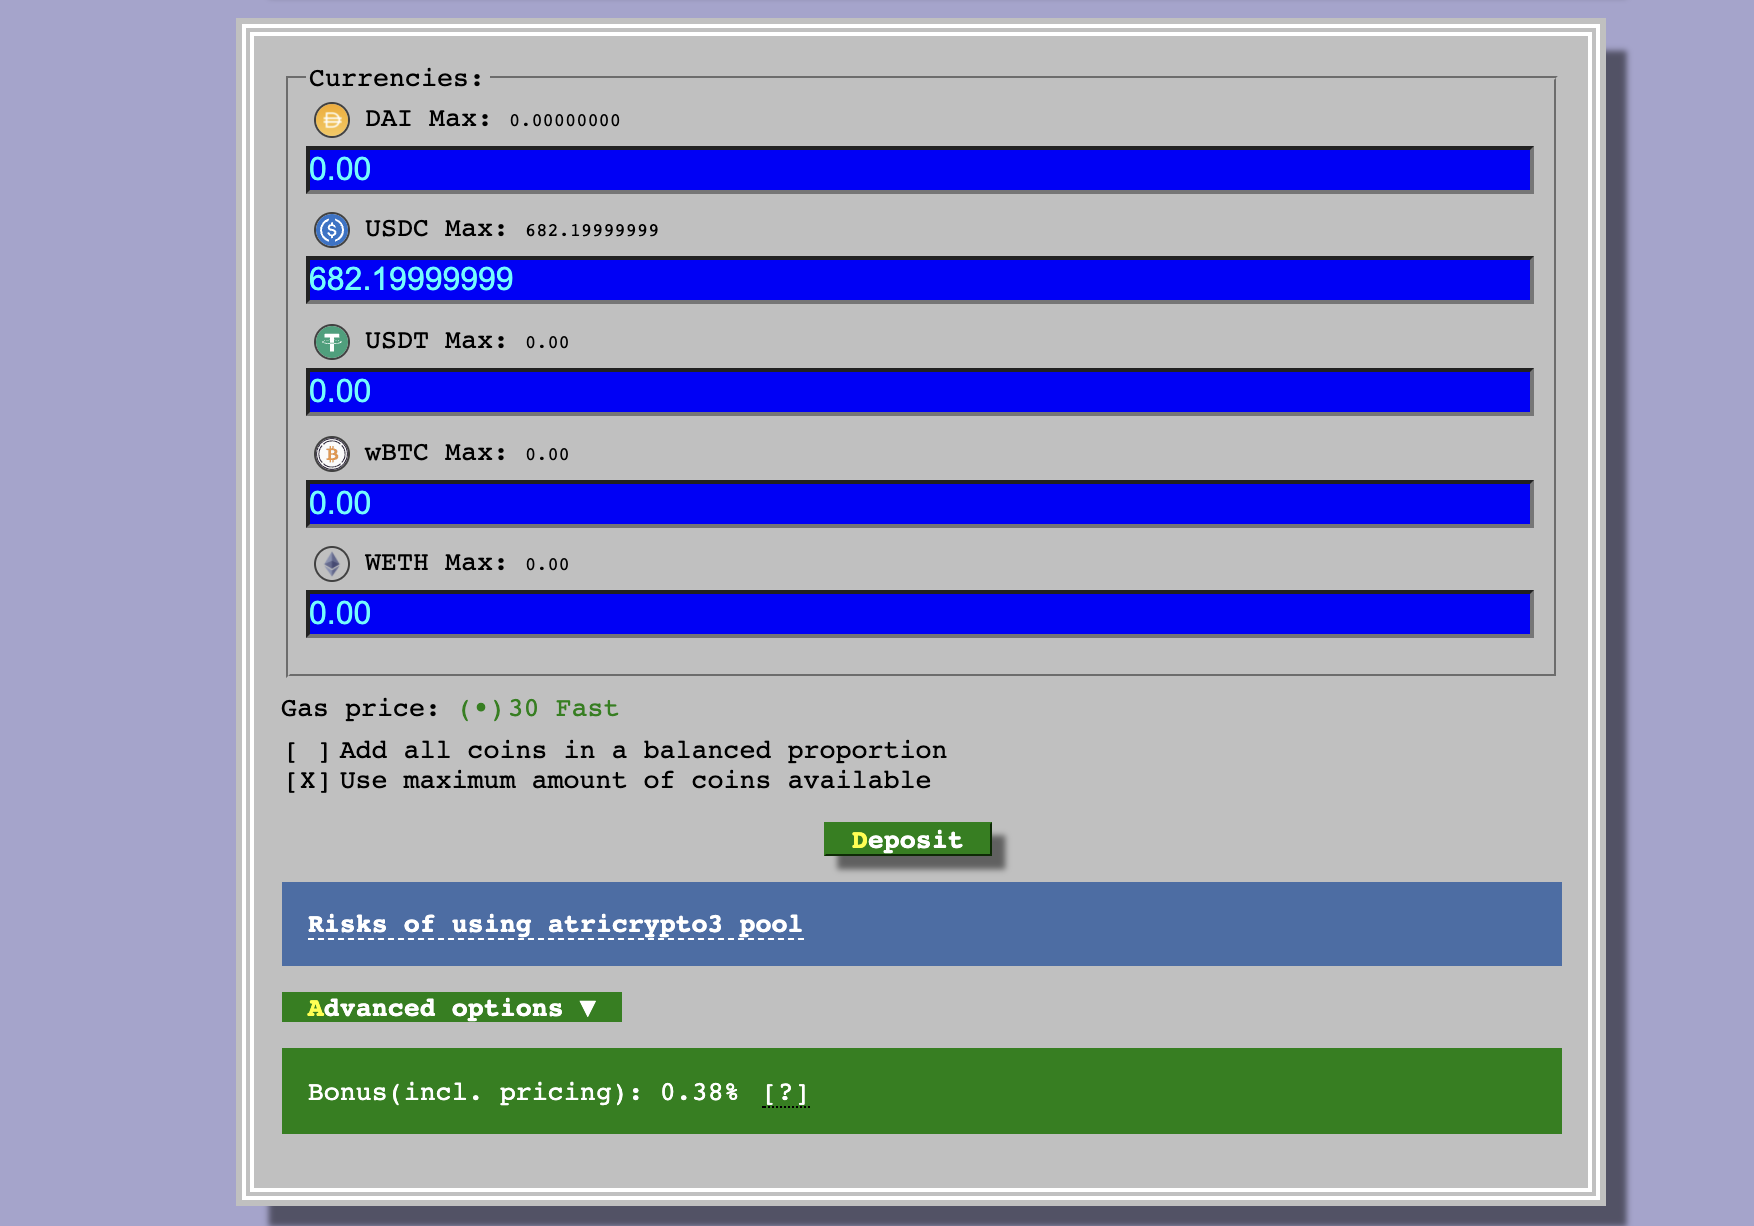 Currencies:
DAI Max: 0.00000000
0.00
USDC Max: 682.19999999
682.19999999
USDT Max: 0.00
0.00
wBTC Max: 0.00
0.00
WETH Max: 0.00
0.00
Gas price: (•)30 Fast
[ ] Add all coins in a balanced proportion
[X] Use maximum amount of coins available
Deposit
Risks of using atricrypto3 pool
Advanced options ▼
Bonus(incl. pricing): 0.38% [?]